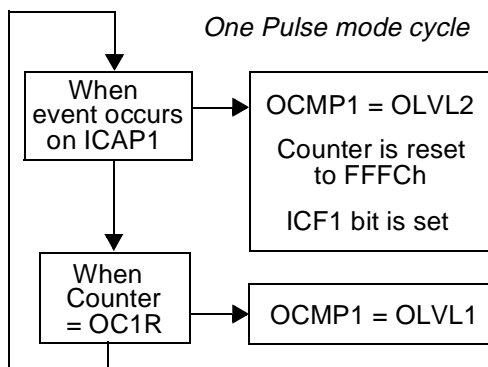 One Pulse mode cycle
When
event occurs
on ICAP1
OCMP1 = OLVL2
Counter is reset
to FFFCh
ICF1 bit is set
When
Counter
= OC1R
OCMP1 = OLVL1